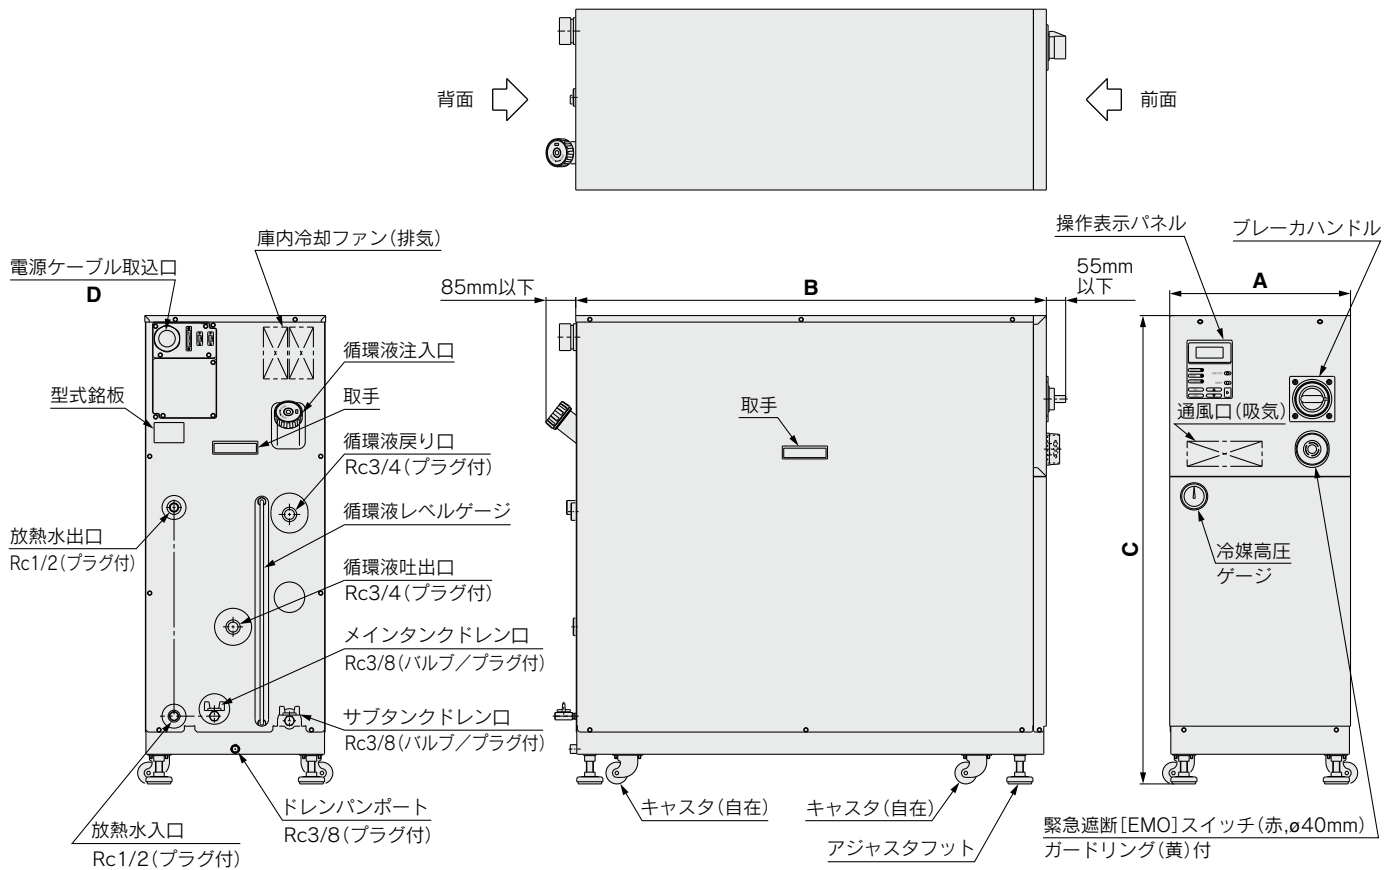 背面
前面
操作表示パネル
ブレーカハンドル
庫内冷却ファン(排気)
電源ケーブル取込口
D
85mm以下
B
55mm
以下
A
循環液注入口
型式銘板
取手
取手
通風口(吸気)
循環液戻り口
Rc3/4(プラグ付)
循環液レベルゲージ
放熱水出口
Rc1/2(プラグ付)
C
冷媒高圧
ゲージ
循環液吐出口
Rc3/4(プラグ付)
メインタンクドレン口
Rc3/8(バルブ／プラグ付)
サブタンクドレン口
Rc3/8(バルブ／プラグ付)
ドレンパンポート
Rc3/8(プラグ付)
放熱水入口
Rc1/2(プラグ付)
キャスタ(自在)
キャスタ(自在)
アジャスタフット
緊急遮断[EMO]スイッチ(赤,ø40mm)
ガードリング(黄)付